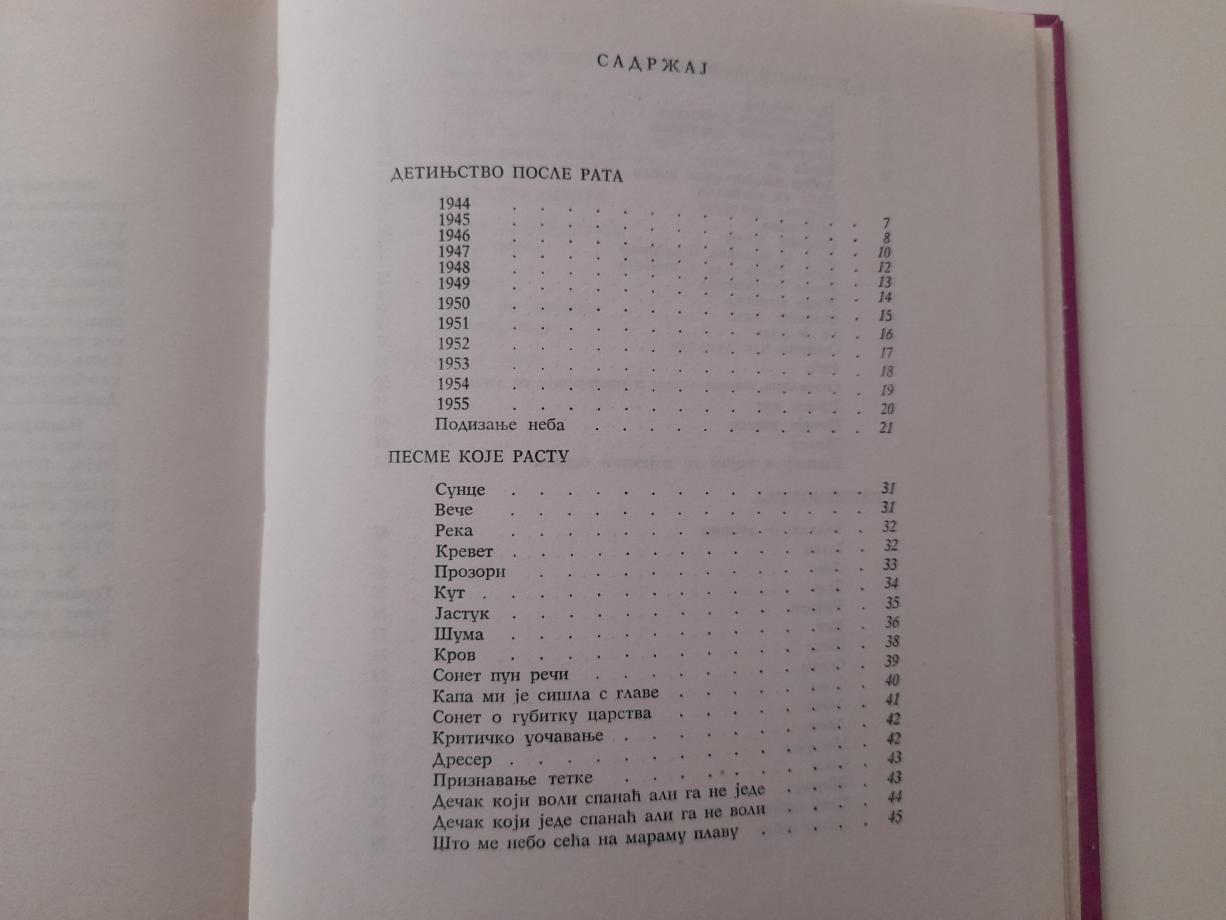 САДРЖАЈ
ДЕТИЊСТВО ПОСЛЕ РАТА
1944 . . . . . . . . . . . . . 7
1945 . . . . . . . . . . . . . 8
1946 . . . . . . . . . . . . . 10
1947 . . . . . . . . . . . . . 12
1948 . . . . . . . . . . . . . 13
1949 . . . . . . . . . . . . . 14
1950 . . . . . . . . . . . . . 15
1951 . . . . . . . . . . . . . 16
1952 . . . . . . . . . . . . . 17
1953 . . . . . . . . . . . . . 18
1954 . . . . . . . . . . . . . 19
1955 . . . . . . . . . . . . . 20
Подизање неба . . . . . . . . . . 21
ПЕСМЕ КОЈЕ РАСТУ
Сунце . . . . . . . . . . . . . 31
Вече . . . . . . . . . . . . . 31
Река . . . . . . . . . . . . . 32
Кревет . . . . . . . . . . . . . 32
Прозори . . . . . . . . . . . . 33
Кут . . . . . . . . . . . . . . 34
Јастук . . . . . . . . . . . . . 35
Шума . . . . . . . . . . . . . 36
Кров . . . . . . . . . . . . . 38
Сонет пун речи . . . . . . . . . . 39
Капа ми је сишла с главе . . . . . . . 40
Сонет о губитку царства . . . . . . . 41
Критичко уочавање . . . . . . . . . 42
Дресер . . . . . . . . . . . . . 42
Признавање тетке . . . . . . . . . 43
Дечак који воли спанаћ али га не једе . . . . 43
Дечак који једе спанаћ али га не воли . . . . 44
Што ме небо сећа на мараму плаву . . . . . 45